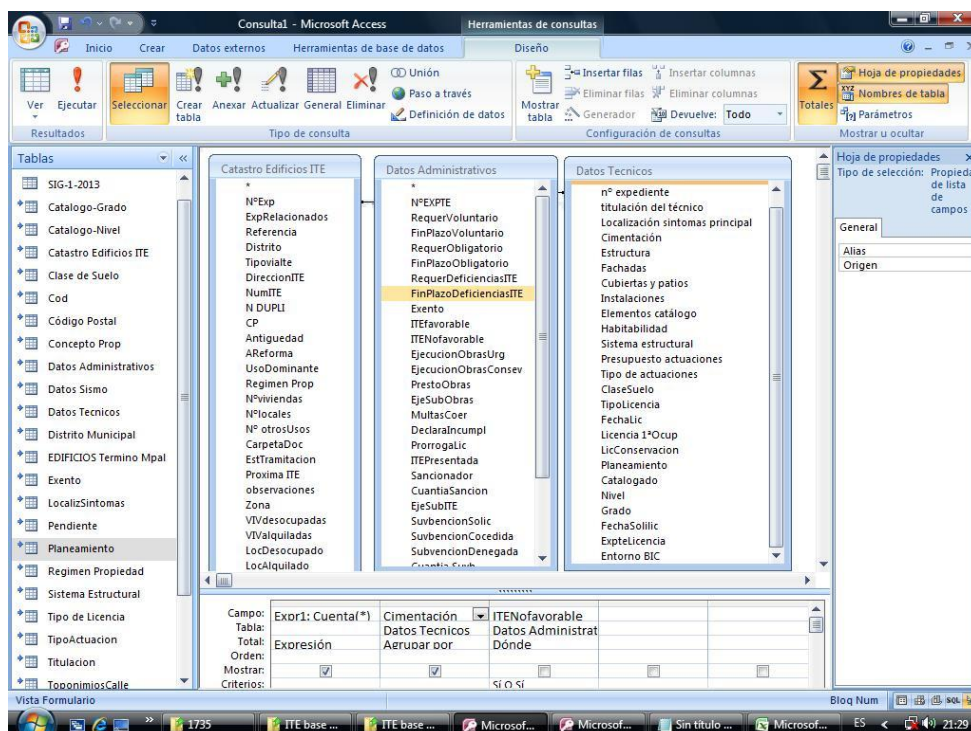 Consulta1 - Microsoft Access
Herramientas de consultas
Inicio
Crear
Datos externos
Herramientas de base de datos
Diseño
Ver
Ejecutar
Seleccionar
Crear tabla
Anexar
Actualizar
General
Eliminar
Unión
Paso a través
Definición de datos
Mostrar tabla
Insertar filas
Eliminar filas
Generador
Insertar columnas
Eliminar columnas
Devuelve: Todo
Totales
Hoja de propiedades
Nombres de tabla
Parámetros
Resultados
Tipo de consulta
Configuración de consultas
Mostrar u ocultar
Tablas
SIG-1-2013
Catalogo-Grado
Catalogo-Nivel
Catastro Edificios ITE
Clase de Suelo
Cod
Código Postal
Concepto Prop
Datos Administrativos
Datos Sismo
Datos Tecnicos
Distrito Municipal
EDIFICIOS Termino Mpal
Exento
LocalizSintomas
Pendiente
Planeamiento
Regimen Propiedad
Sistema Estructural
Tipo de Licencia
TipoActuacion
Titulacion
ToponimiosCalle
Catastro Edificios ITE
*
NºExp
ExpRelacionados
Referencia
Distrito
Tipovialte
DireccionITE
NumITE
N DUPLI
CP
Antiguedad
AReforma
UsoDominante
Regimen Prop
Nºviviendas
Nºlocales
Nº otrosUsos
CarpetaDoc
EstTramitacion
Proxima ITE
observaciones
Zona
VIVdesocupadas
VIValquiladas
LocDesocupado
LocAlquilado
Datos Administrativos
*
NºEXPTE
RequerVoluntario
FinPlazoVoluntario
RequerObligatorio
FinPlazoObligatorio
RequerDeficienciasITE
FinPlazoDeficienciasITE
Exento
ITEfavorable
ITENofavorable
EjecucionObrasUrg
EjecucionObrasConsev
PrestoObras
EjeSubObras
MultasCoer
DeclaraIncumpl
ProrrogaLic
ITEPresentada
Sancionador
CuantiaSancion
EjeSubITE
SuvbencionSolic
SuvbencionCocedida
SubvencionDenegada
Cuantia Suvb
Datos Tecnicos
nº expediente
titulación del técnico
Localización sintomas principal
Cimentación
Estructura
Fachadas
Cubiertas y patios
Instalaciones
Elementos catálogo
Habitabilidad
Sistema estructural
Presupuesto actuaciones
Tipo de actuaciones
ClaseSuelo
TipoLicencia
FechaLic
Licencia 1ªOcup
LicConservacion
Planeamiento
Catalogado
Nivel
Grado
FechaSolilic
ExpteLicencia
Entorno BIC
Hoja de propiedades
Tipo de selección: Propieda
de lista
de
campos
General
Alias
Origen
Campo: Expr1: Cuenta(*) Cimentación ITENofavorable
Tabla: Datos Tecnicos Datos Administrat
Total: Expresión Agrupar por Dónde
Orden:
Mostrar:
Criterios: Sí O Sí
Vista Formulario
Bloq Num
SQL
1735
ITE base ...
ITE base ...
Microsof...
Microsof...
Sin título ...
Microsof...
ES
21:29